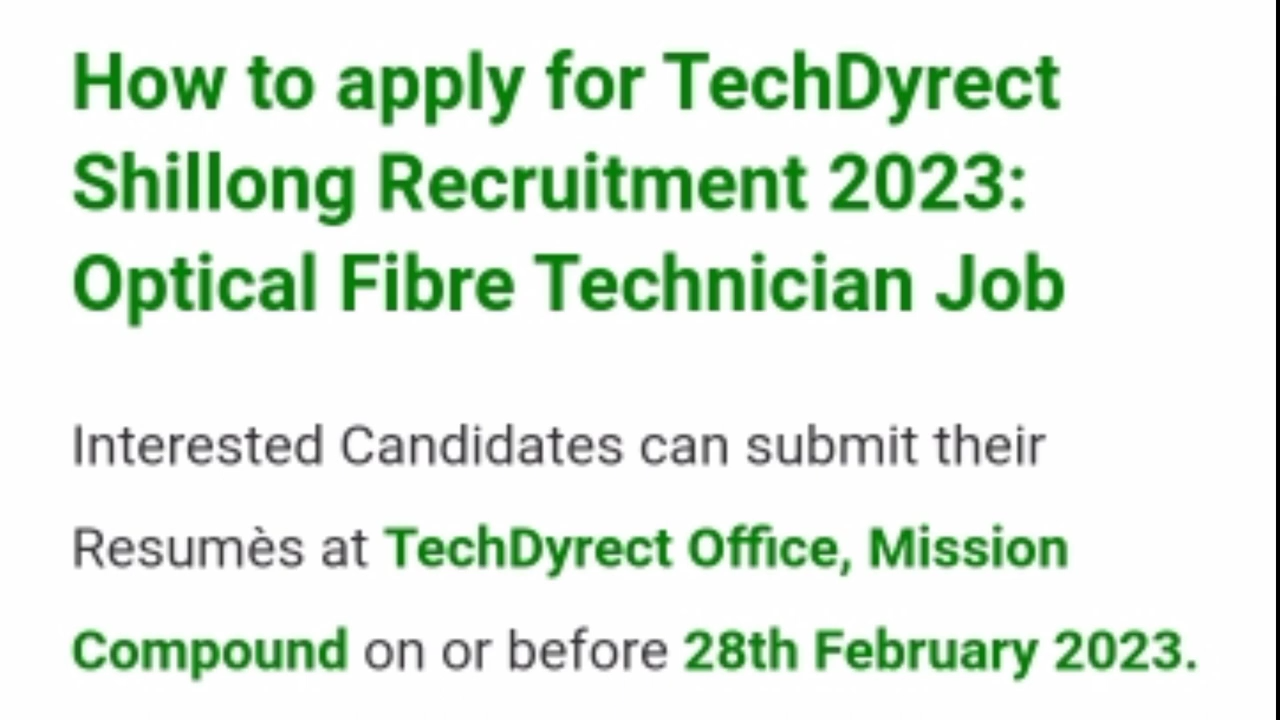 How to apply for TechDyrect
Shillong Recruitment 2023:
Optical Fibre Technician Job
Interested Candidates can submit their
Resumès at TechDyrect Office, Mission
Compound on or before 28th February 2023.